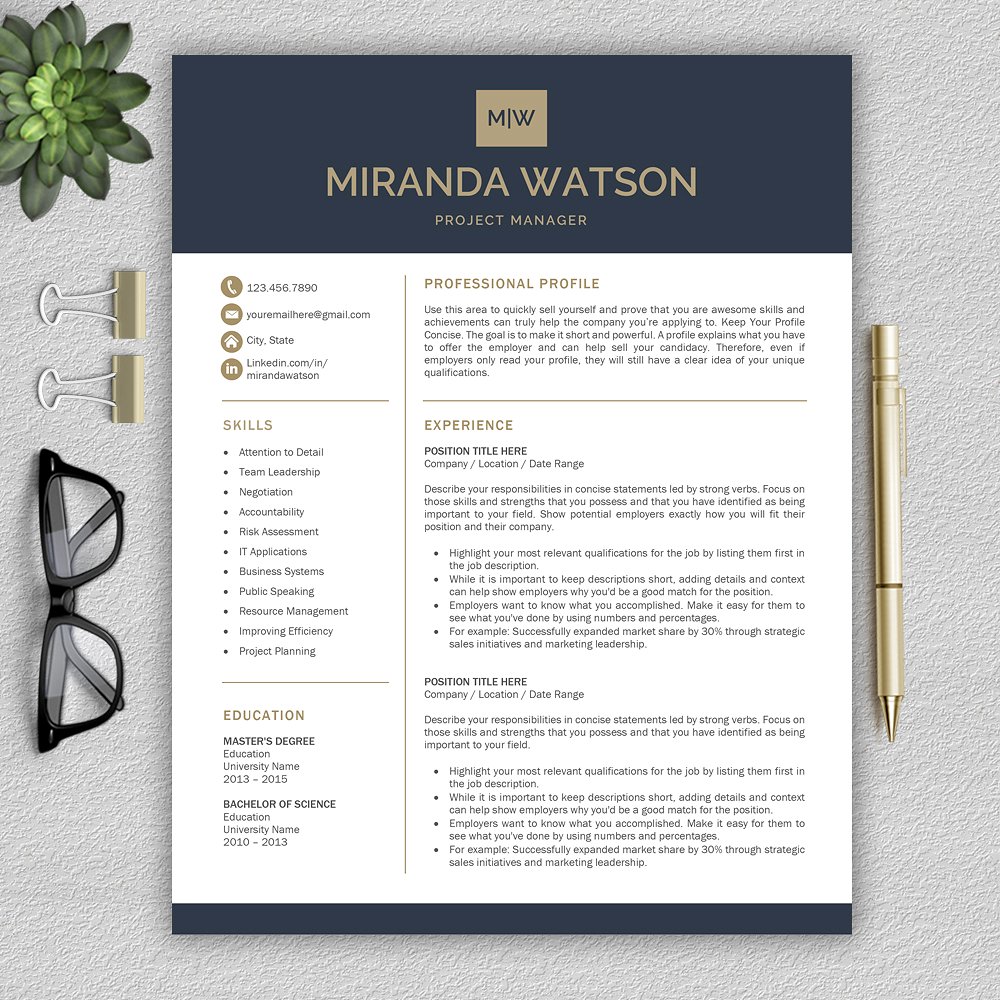 M|W
MIRANDA WATSON
PROJECT MANAGER
123.456.7890
youremailhere@gmail.com
City, State
in
Linkedin.com/in/
mirandawatson
SKILLS
• Attention to Detail
• Team Leadership
• Negotiation
• Accountability
• Risk Assessment
• IT Applications
• Business Systems
• Public Speaking
• Resource Management
• Improving Efficiency
• Project Planning
EDUCATION
MASTER'S DEGREE
Education
University Name
2013 – 2015
BACHELOR OF SCIENCE
Education
University Name
2010 – 2013
PROFESSIONAL PROFILE
Use this area to quickly sell yourself and prove that you are awesome skills and
achievements can truly help the company you're applying to. Keep Your Profile
Concise. The goal is to make it short and powerful. A profile explains what you have
to offer the employer and can help sell your candidacy. Therefore, even if
employers only read your profile, they will still have a clear idea of your unique
qualifications.
EXPERIENCE
POSITION TITLE HERE
Company / Location / Date Range
Describe your responsibilities in concise statements led by strong verbs. Focus on
those skills and strengths that you possess and that you have identified as being
important to your field. Show potential employers exactly how you will fit their
position and their company.
• Highlight your most relevant qualifications for the job by listing them first in
the job description.
• While it is important to keep descriptions short, adding details and context
can help show employers why you'd be a good match for the position.
• Employers want to know what you accomplished. Make it easy for them to
see what you've done by using numbers and percentages.
• For example: Successfully expanded market share by 30% through strategic
sales initiatives and marketing leadership.
POSITION TITLE HERE
Company / Location / Date Range
Describe your responsibilities in concise statements led by strong verbs. Focus on
those skills and strengths that you possess and that you have identified as being
important to your field.
• Highlight your most relevant qualifications for the job by listing them first in
the job description.
• While it is important to keep descriptions short, adding details and context
can help show employers why you'd be a good match for the position.
• Employers want to know what you accomplished. Make it easy for them to
see what you've done by using numbers and percentages.
• For example: Successfully expanded market share by 30% through strategic
sales initiatives and marketing leadership.